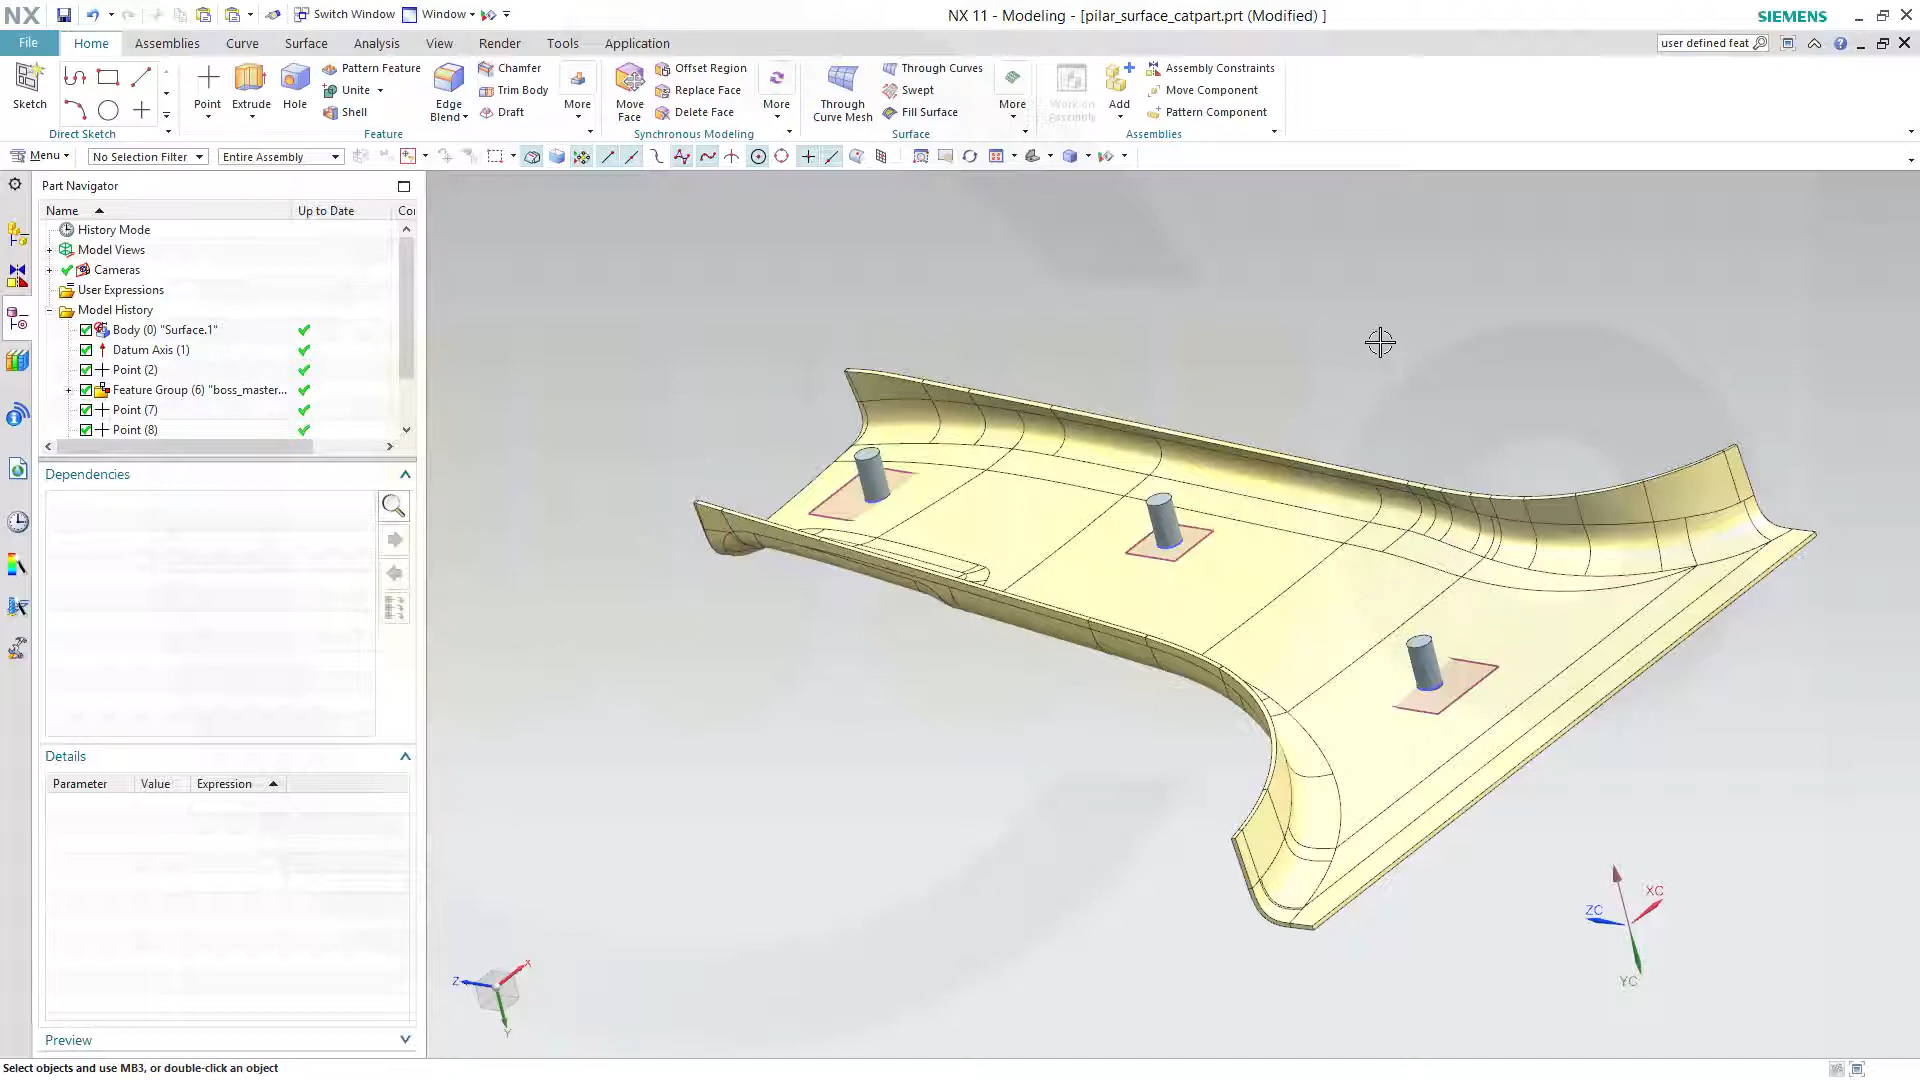 NX
Switch Window
Window
NX 11 - Modeling - [pilar_surface_catpart.prt (Modified) ]
SIEMENS
File
Home
Assemblies
Curve
Surface
Analysis
View
Render
Tools
Application
user defined feat
Sketch
Direct Sketch
Point
Extrude
Hole
Pattern Feature
Unite
Shell
Edge
Blend
Chamfer
Trim Body
Draft
More
Feature
Move
Face
Offset Region
Replace Face
Delete Face
More
Synchronous Modeling
Through
Curve Mesh
Through Curves
Swept
Fill Surface
More
Surface
Work on
Assembly
Add
Assembly Constraints
Move Component
Pattern Component
Assemblies
Menu
No Selection Filter
Entire Assembly
Part Navigator
Name
Up to Date
Coı
History Mode
Model Views
Cameras
User Expressions
Model History
Body (0) "Surface.1"
Datum Axis (1)
Point (2)
Feature Group (6) "boss_master...
Point (7)
Point (8)
Dependencies
Details
Parameter
Value
Expression
Preview
XC
ZC
YC
X
Z
Y
Select objects and use MB3, or double-click an object